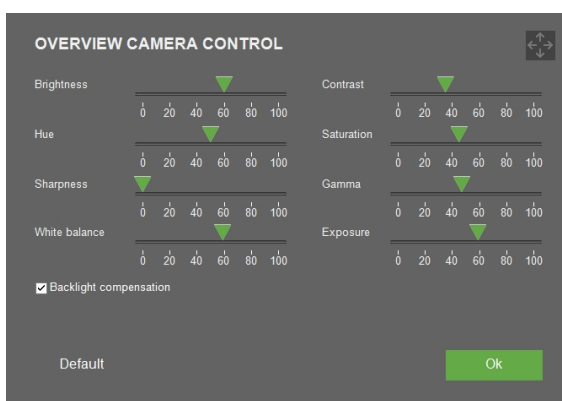 OVERVIEW CAMERA CONTROL
Brightness
0 20 40 60 80 100
Contrast
0 20 40 60 80 100
Hue
0 20 40 60 80 100
Saturation
0 20 40 60 80 100
Sharpness
0 20 40 60 80 100
Gamma
0 20 40 60 80 100
White balance
0 20 40 60 80 100
Exposure
0 20 40 60 80 100
Backlight compensation
Default
Ok